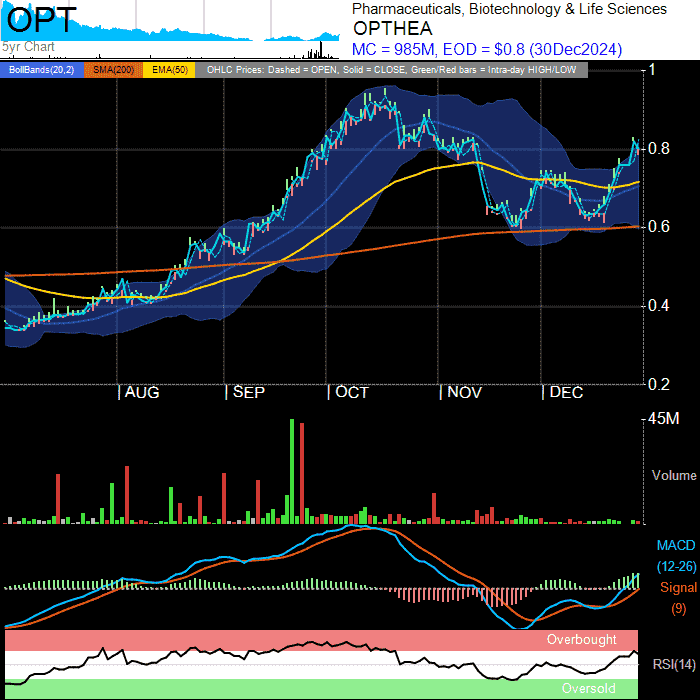 OPT
Pharmaceuticals, Biotechnology & Life Sciences
OPTHEA
5yr Chart
MC = 985M, EOD = $0.8 (30Dec2024)
BollBands(20,2) SMA(200) EMA(50) OHLC Prices: Dashed = OPEN, Solid = CLOSE, Green/Red bars = Intra-day HIGH/LOW
1
0.8
0.6
0.4
0.2
AUG SEP OCT NOV DEC
45M
Volume
MACD
(12-26)
Signal
(9)
Overbought
RSI(14)
Oversold